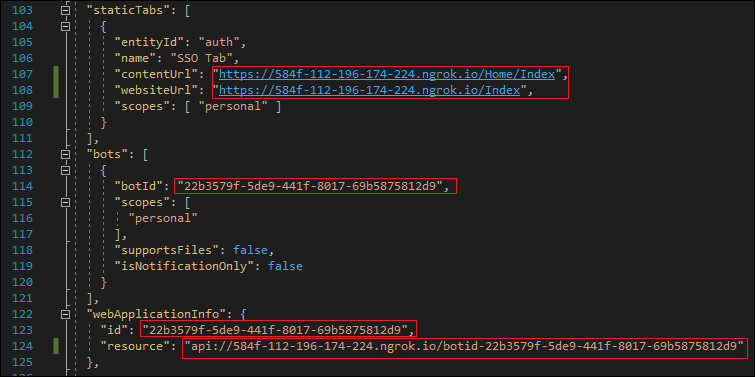 103 "staticTabs": [
104 {
105 "entityId": "auth",
106 "name": "SSO Tab",
107 "contentUrl": "https://584f-112-196-174-224.ngrok.io/Home/Index",
108 "websiteUrl": "https://584f-112-196-174-224.ngrok.io/Index",
109 "scopes": [ "personal" ]
110 }
111 ],
112 "bots": [
113 {
114 "botId": "22b3579f-5de9-441f-8017-69b5875812d9",
115 "scopes": [
116 "personal"
117 ],
118 "supportsFiles": false,
119 "isNotificationOnly": false
120 }
121 ],
122 "webApplicationInfo": {
123 "id": "22b3579f-5de9-441f-8017-69b5875812d9",
124 "resource": "api://584f-112-196-174-224.ngrok.io/botid-22b3579f-5de9-441f-8017-69b5875812d9"
125 },